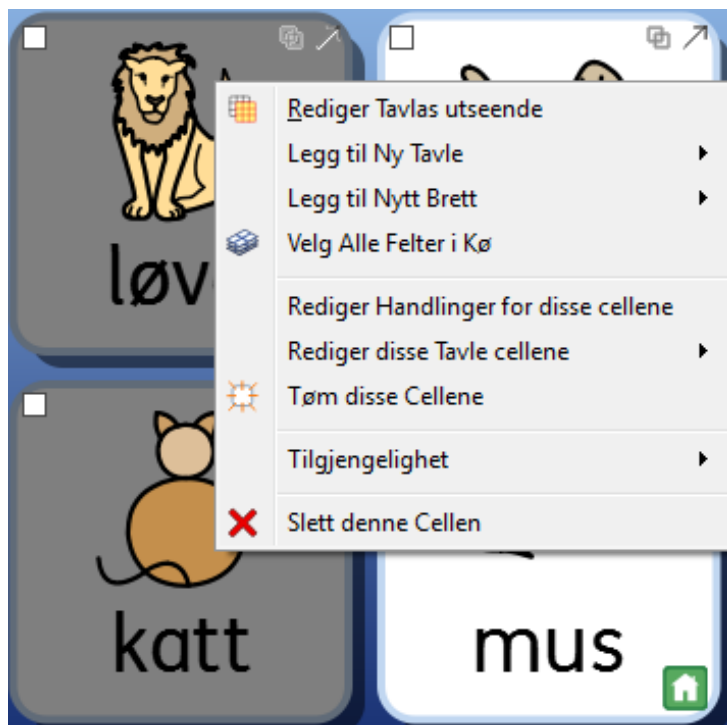 Rediger Tavlas utseende
Legg til Ny Tavle
Legg til Nytt Brett
Velg Alle Felter i Kø
Rediger Handlinger for disse cellene
Rediger disse Tavle cellene
Tøm disse Cellene
Tilgjengelighet
Slett denne Cellen
katt
mus